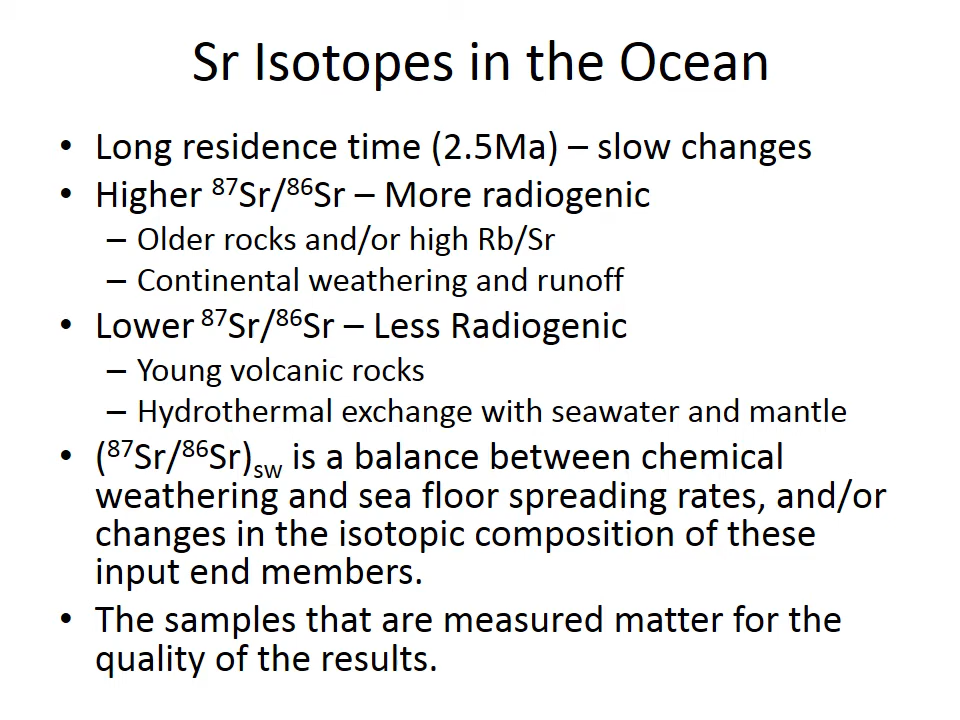 Sr Isotopes in the Ocean
• Long residence time (2.5Ma) – slow changes
• Higher ⁸⁷Sr/⁸⁶Sr – More radiogenic
– Older rocks and/or high Rb/Sr
– Continental weathering and runoff
• Lower ⁸⁷Sr/⁸⁶Sr – Less Radiogenic
– Young volcanic rocks
– Hydrothermal exchange with seawater and mantle
• (⁸⁷Sr/⁸⁶Sr)sw is a balance between chemical
weathering and sea floor spreading rates, and/or
changes in the isotopic composition of these
input end members.
• The samples that are measured matter for the
quality of the results.